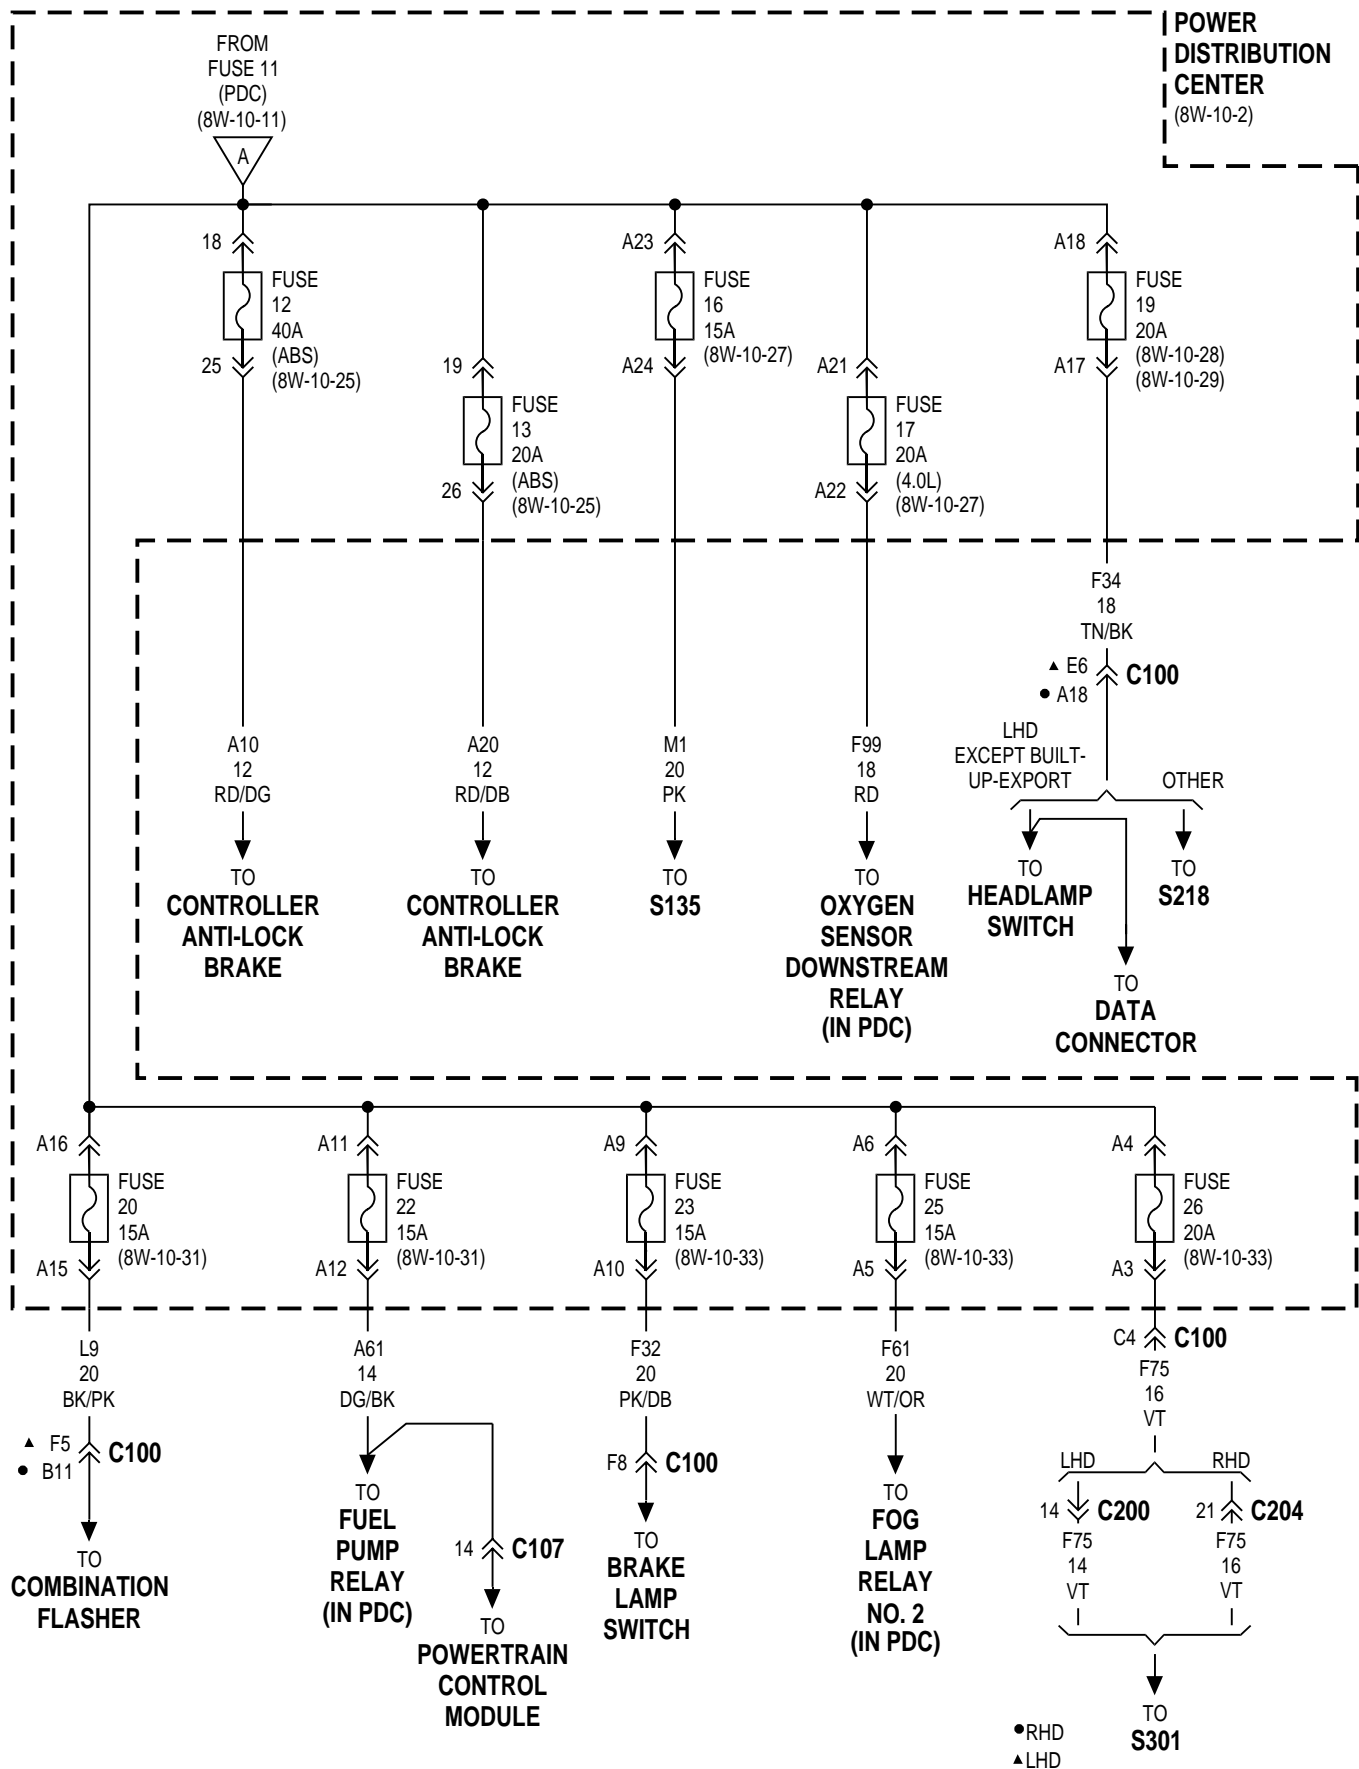 POWER
DISTRIBUTION
CENTER
(8W-10-2)
FROM
FUSE 11
(PDC)
(8W-10-11)
A
18
FUSE
12
40A
(ABS)
(8W-10-25)
25
19
FUSE
13
20A
(ABS)
(8W-10-25)
26
A23
FUSE
16
15A
(8W-10-27)
A24
A21
FUSE
17
20A
(4.0L)
(8W-10-27)
A22
A18
FUSE
19
20A
(8W-10-28)
(8W-10-29)
A17
F34
18
TN/BK
▲ E6
● A18
C100
LHD
EXCEPT BUILT-
UP-EXPORT
OTHER
A10
12
RD/DG
TO
CONTROLLER
ANTI-LOCK
BRAKE
A20
12
RD/DB
TO
CONTROLLER
ANTI-LOCK
BRAKE
M1
20
PK
TO
S135
F99
18
RD
TO
OXYGEN
SENSOR
DOWNSTREAM
RELAY
(IN PDC)
TO
HEADLAMP
SWITCH
TO
S218
TO
DATA
CONNECTOR
A16
FUSE
20
15A
(8W-10-31)
A15
A11
FUSE
22
15A
(8W-10-31)
A12
A9
FUSE
23
15A
(8W-10-33)
A10
A6
FUSE
25
15A
(8W-10-33)
A5
A4
FUSE
26
20A
(8W-10-33)
A3
L9
20
BK/PK
▲ F5
● B11
C100
TO
COMBINATION
FLASHER
A61
14
DG/BK
TO
FUEL
PUMP
RELAY
(IN PDC)
14
C107
TO
POWERTRAIN
CONTROL
MODULE
F32
20
PK/DB
F8
C100
TO
BRAKE
LAMP
SWITCH
F61
20
WT/OR
TO
FOG
LAMP
RELAY
NO. 2
(IN PDC)
C4
C100
F75
16
VT
LHD
RHD
14
C200
21
C204
F75
14
VT
F75
16
VT
TO
S301
●RHD
▲LHD